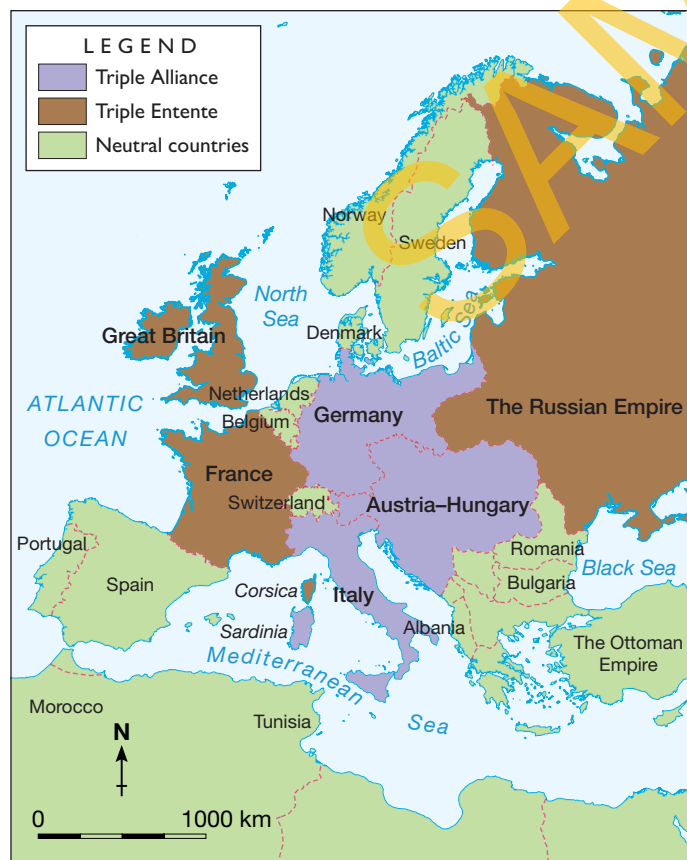 LEGEND
Triple Alliance
Triple Entente
Neutral countries
Norway
Sweden
North
Sea
Baltic Sea
Great Britain
Denmark
Netherlands
Belgium
Germany
The Russian Empire
ATLANTIC
OCEAN
France
Switzerland
Austria–Hungary
Portugal
Spain
Romania
Bulgaria
Black Sea
Corsica
Italy
Sardinia
Albania
The Ottoman
Empire
Mediterranean
Sea
Morocco
Tunisia
N
0 1000 km